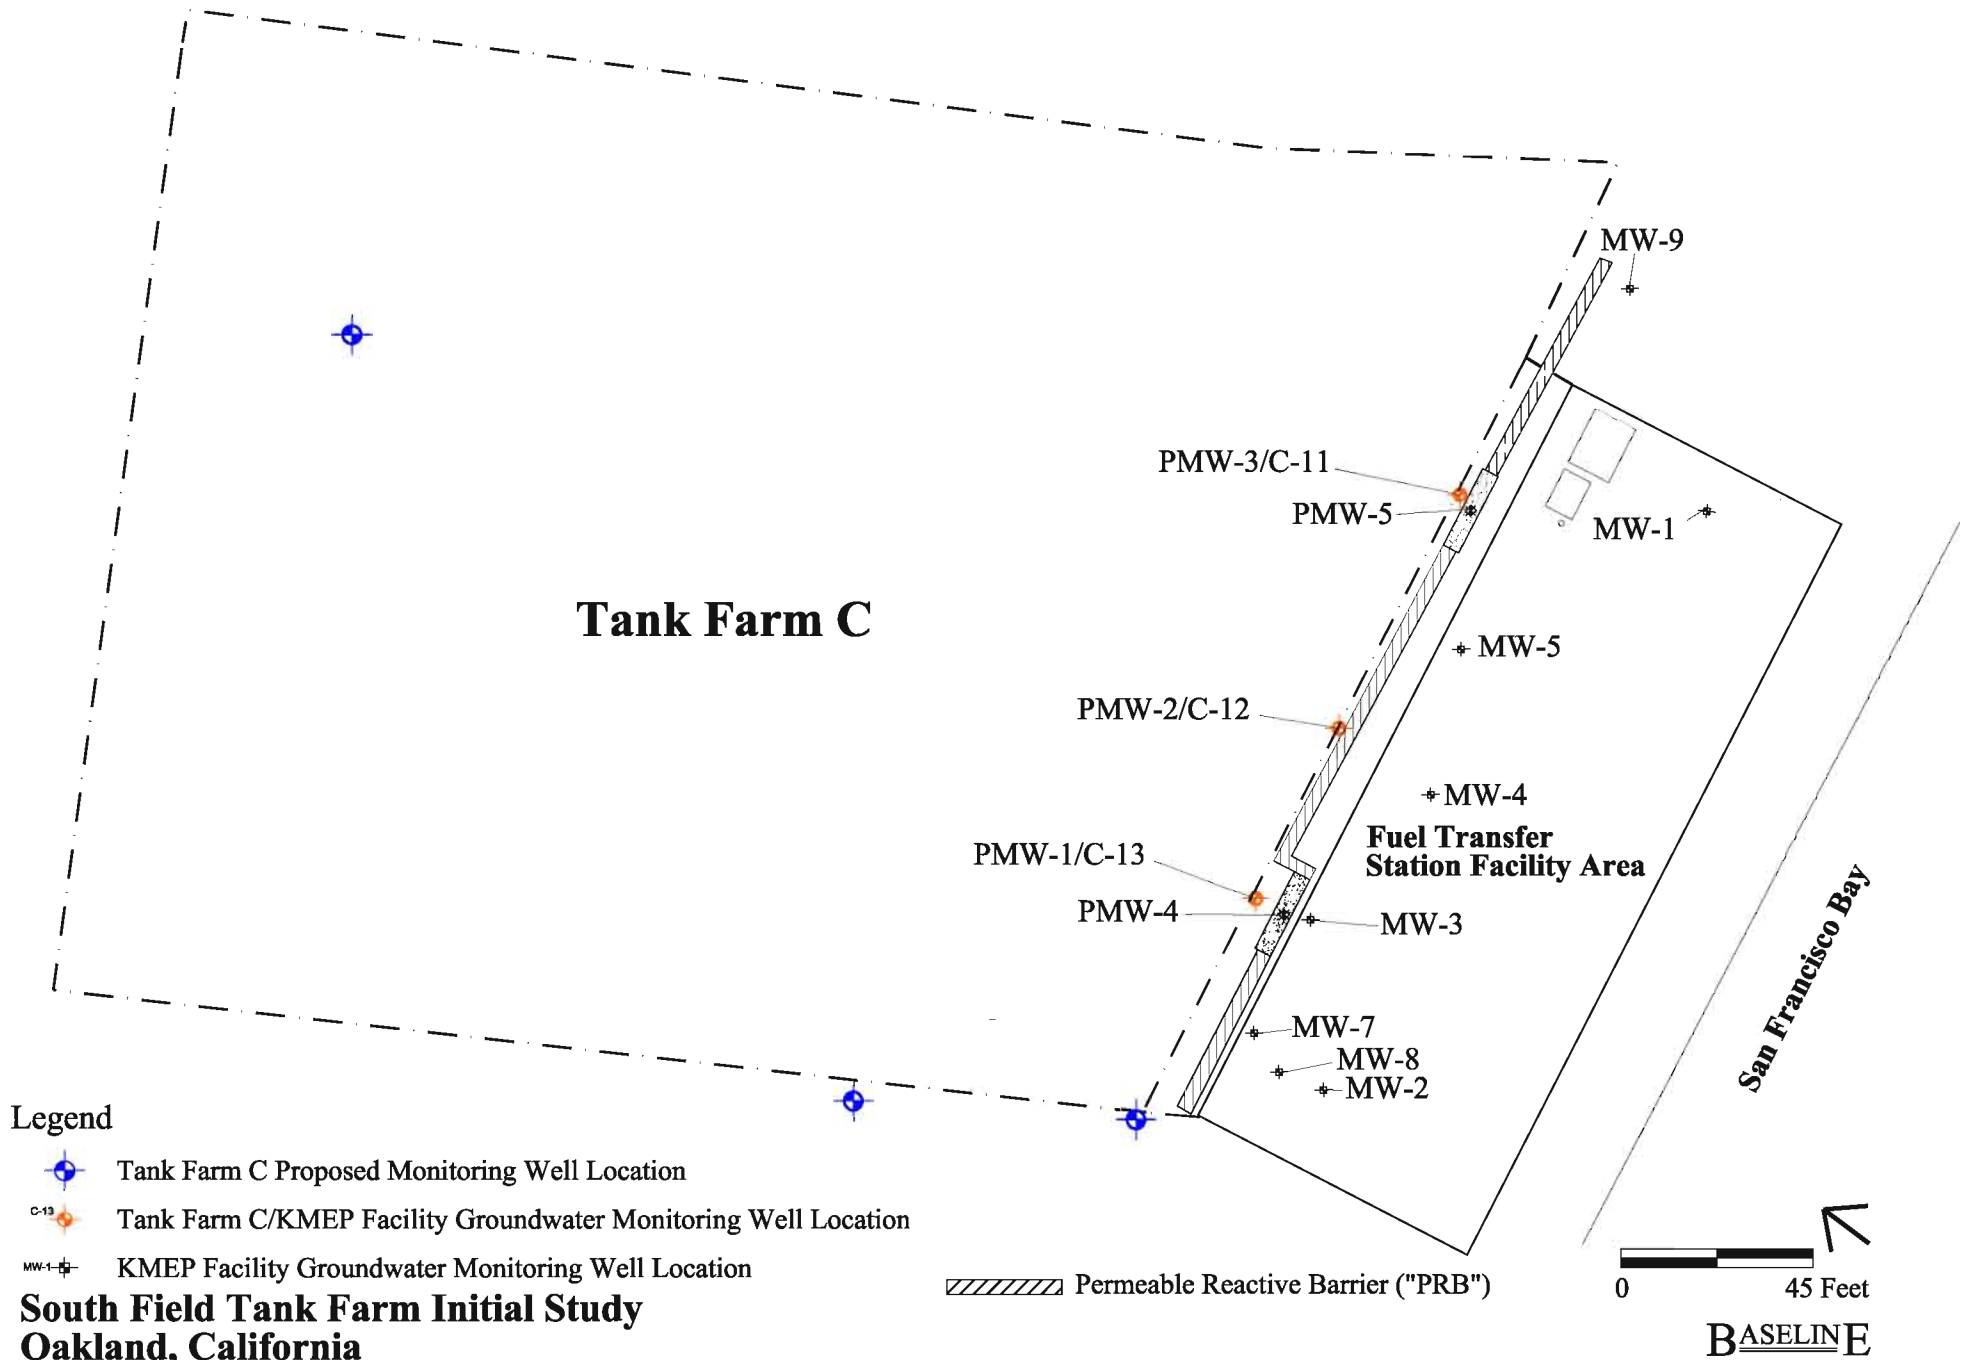 MW-9
PMW-3/C-11
PMW-5
MW-1
Tank Farm C
MW-5
PMW-2/C-12
MW-4
Fuel Transfer
Station Facility Area
PMW-1/C-13
PMW-4
MW-3
San Francisco Bay
MW-7
MW-8
MW-2
Legend
Tank Farm C Proposed Monitoring Well Location
C-13 Tank Farm C/KMEP Facility Groundwater Monitoring Well Location
MW-1 KMEP Facility Groundwater Monitoring Well Location
Permeable Reactive Barrier ("PRB")
0 45 Feet
South Field Tank Farm Initial Study
Oakland, California
BASELINE